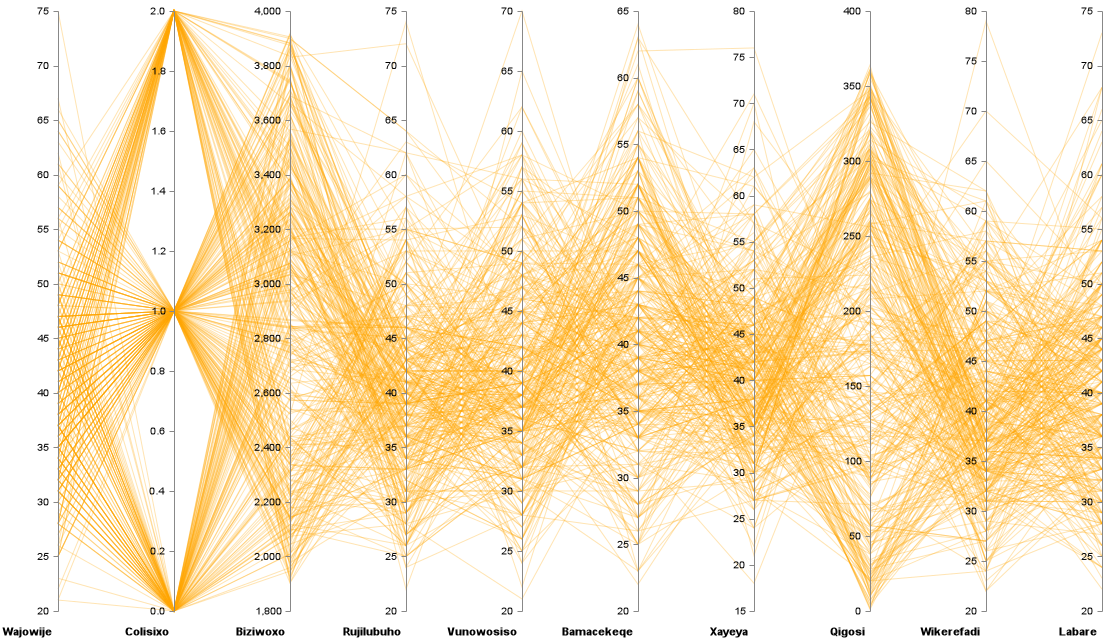 75 2.0 4,000 75 70 65 80 400 80 75
70 1.8 3,800 70 65 60 75 350 75 70
65 1.6 3,600 65 60 55 70 300 70 65
60 1.4 3,400 60 55 50 65 250 65 60
55 1.2 3,200 55 50 45 60 200 60 55
50 1.0 3,000 50 45 40 55 150 55 50
45 0.8 2,800 45 40 35 50 100 50 45
40 0.6 2,600 40 35 30 45 50 45 40
35 0.4 2,400 35 30 25 40 0 40 35
30 0.2 2,200 30 25 20 35 35 30
25 0.0 2,000 25 20 30 30 25
20 1,800 20 25 25 20
20 20
15
Wajowije Colisixo Biziwoxo Rujilubuho Vunowosiso Bamacekeqe Xayeya Qigosi Wikerefadi Labare